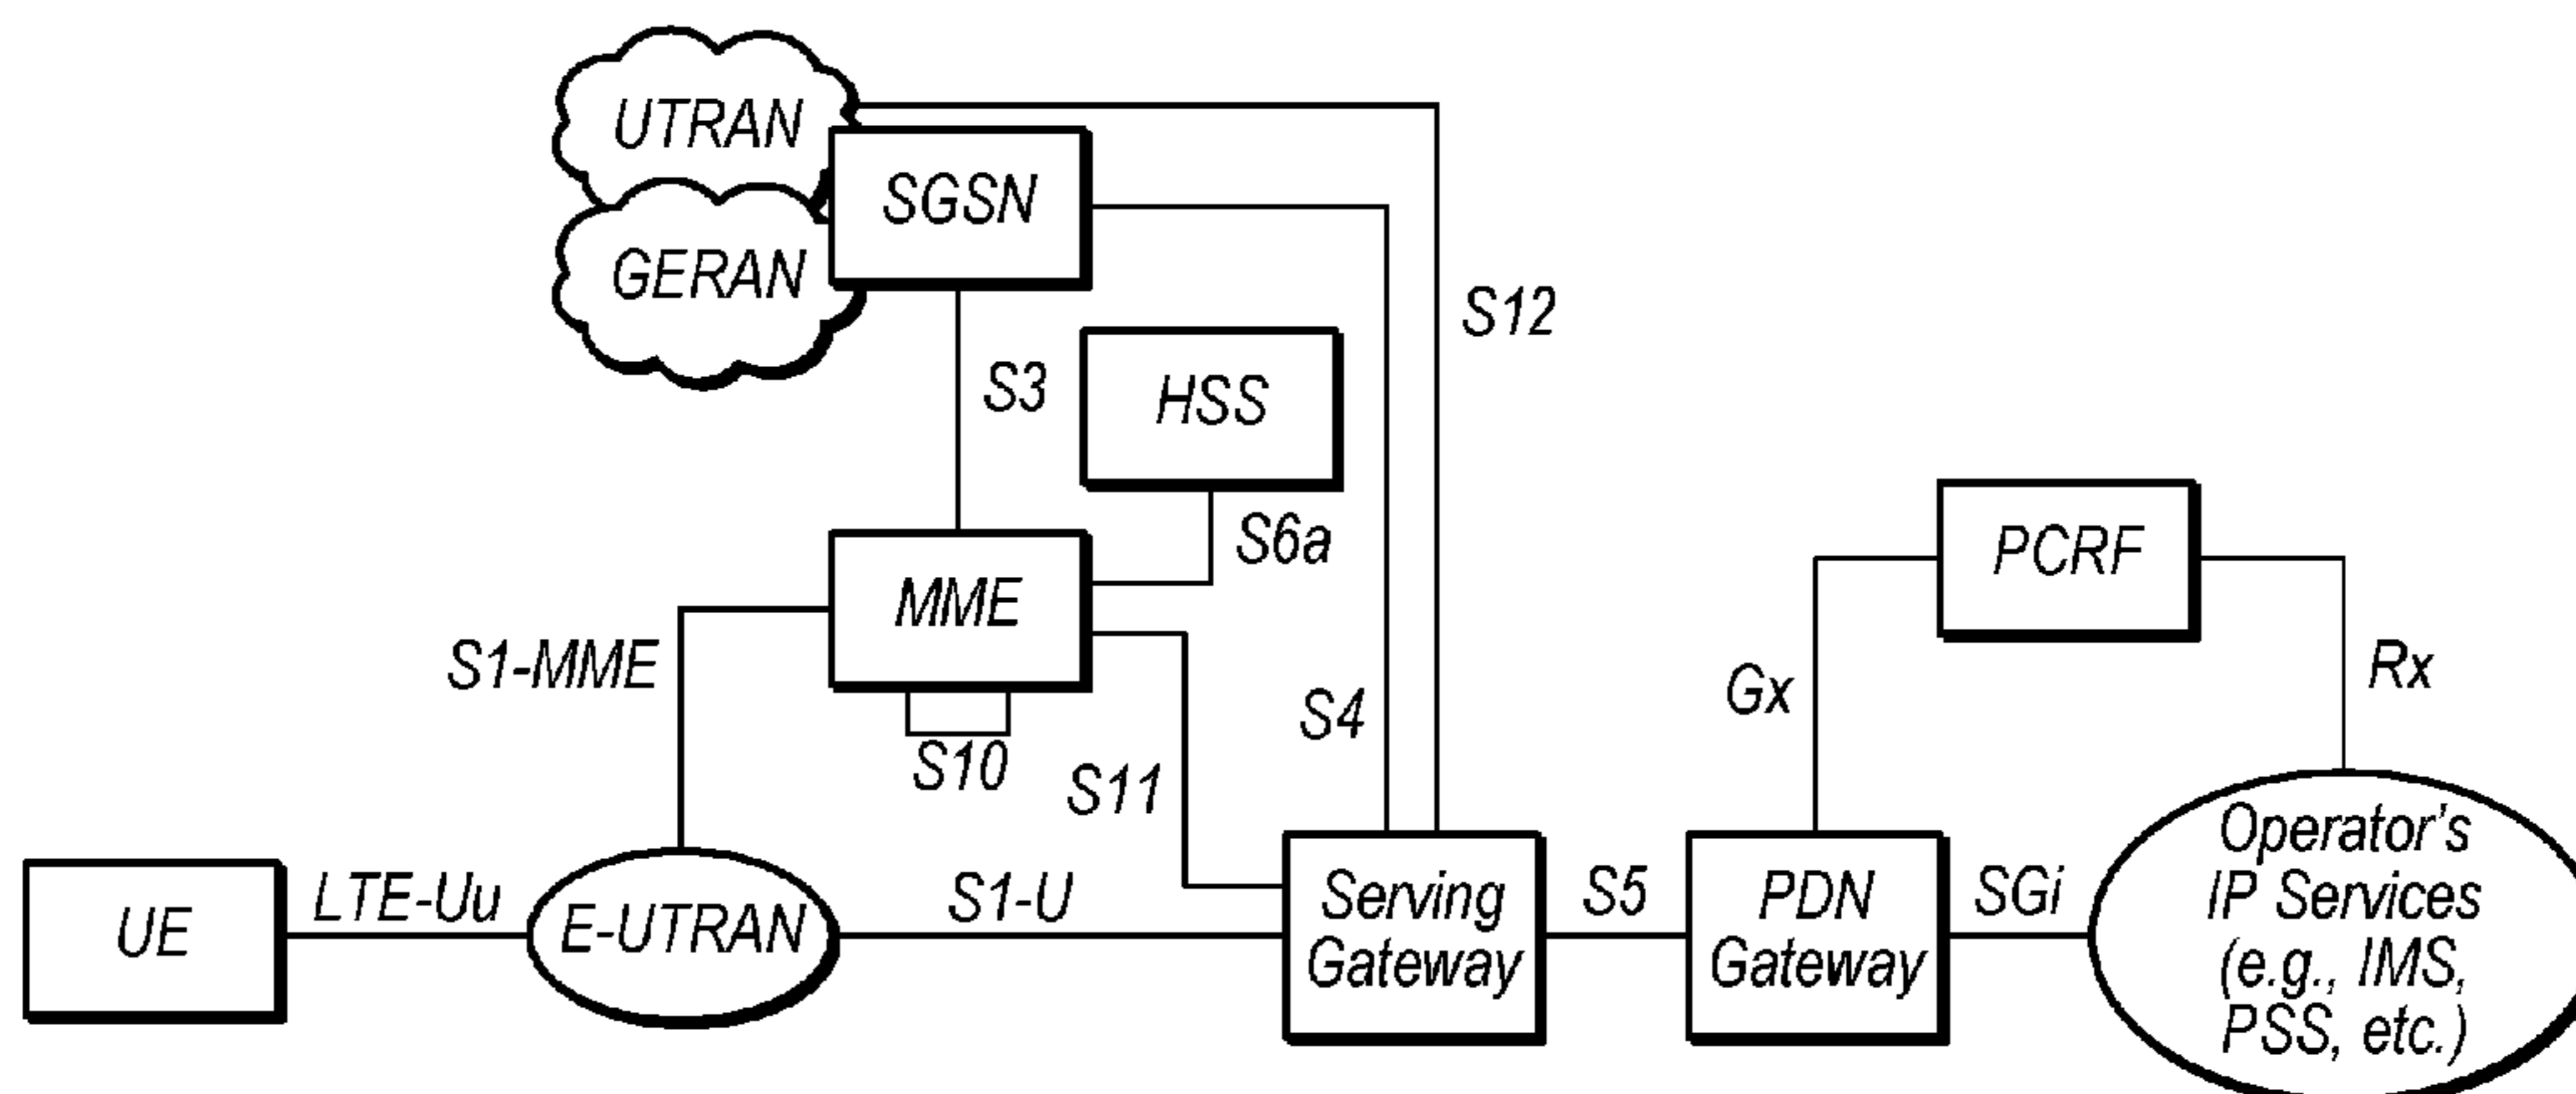 UTRAN
SGSN
GERAN
S12
HSS
S3
S6a
PCRF
MME
S1-MME
Gx
Rx
S4
S10
S11
UE
LTE-Uu
E-UTRAN
S1-U
Serving
Gateway
S5
PDN
Gateway
SGi
Operator's
IP Services
(e.g., IMS,
PSS, etc.)